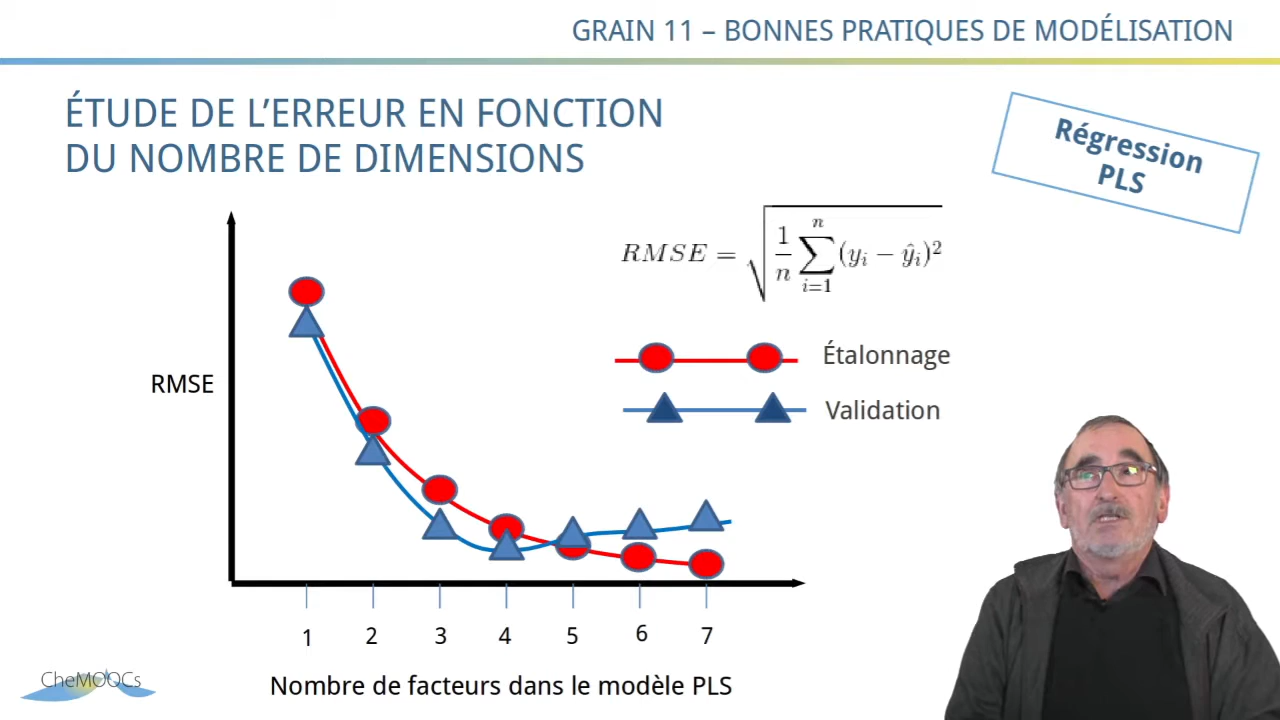 GRAIN 11 – BONNES PRATIQUES DE MODÉLISATION
ÉTUDE DE L’ERREUR EN FONCTION
DU NOMBRE DE DIMENSIONS
Régression
PLS
RMSE = √(1/n ∑_{i=1}^{n} (y_i − ŷ_i)²)
Étalonnage
RMSE
Validation
1 2 3 4 5 6 7
CheMOOCs
Nombre de facteurs dans le modèle PLS